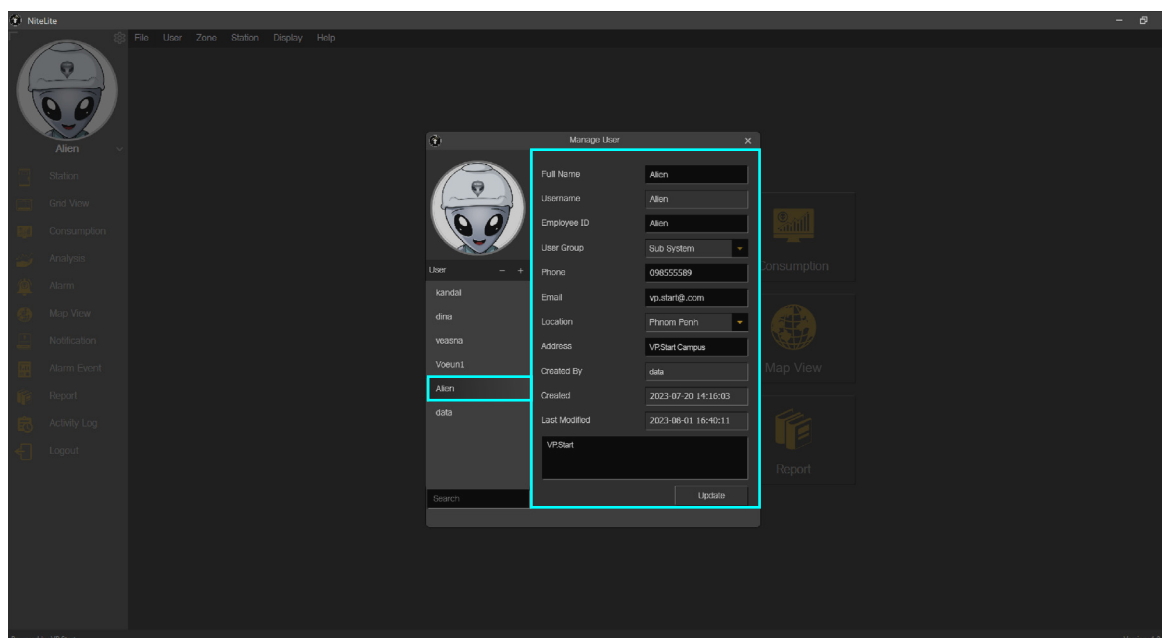 NiteLite
File User Zone Station Display Help
Alien
Station
Grid View
Consumption
Analysis
Alarm
Map View
Notification
Alarm Event
Report
Activity Log
Logout
Manage User
Full Name Alien
Username Alien
Employee ID Alien
User Group Sub System
Phone 098555589
Email vp.start@.com
Location Phnom Penh
Address VP.Start Campus
Created By data
Created 2023-07-20 14:16:03
Last Modified 2023-08-01 16:40:11
VP.Start
Update
User - +
kandal
dina
veasna
Voeun1
Alien
data
Search
Consumption
Map View
Report